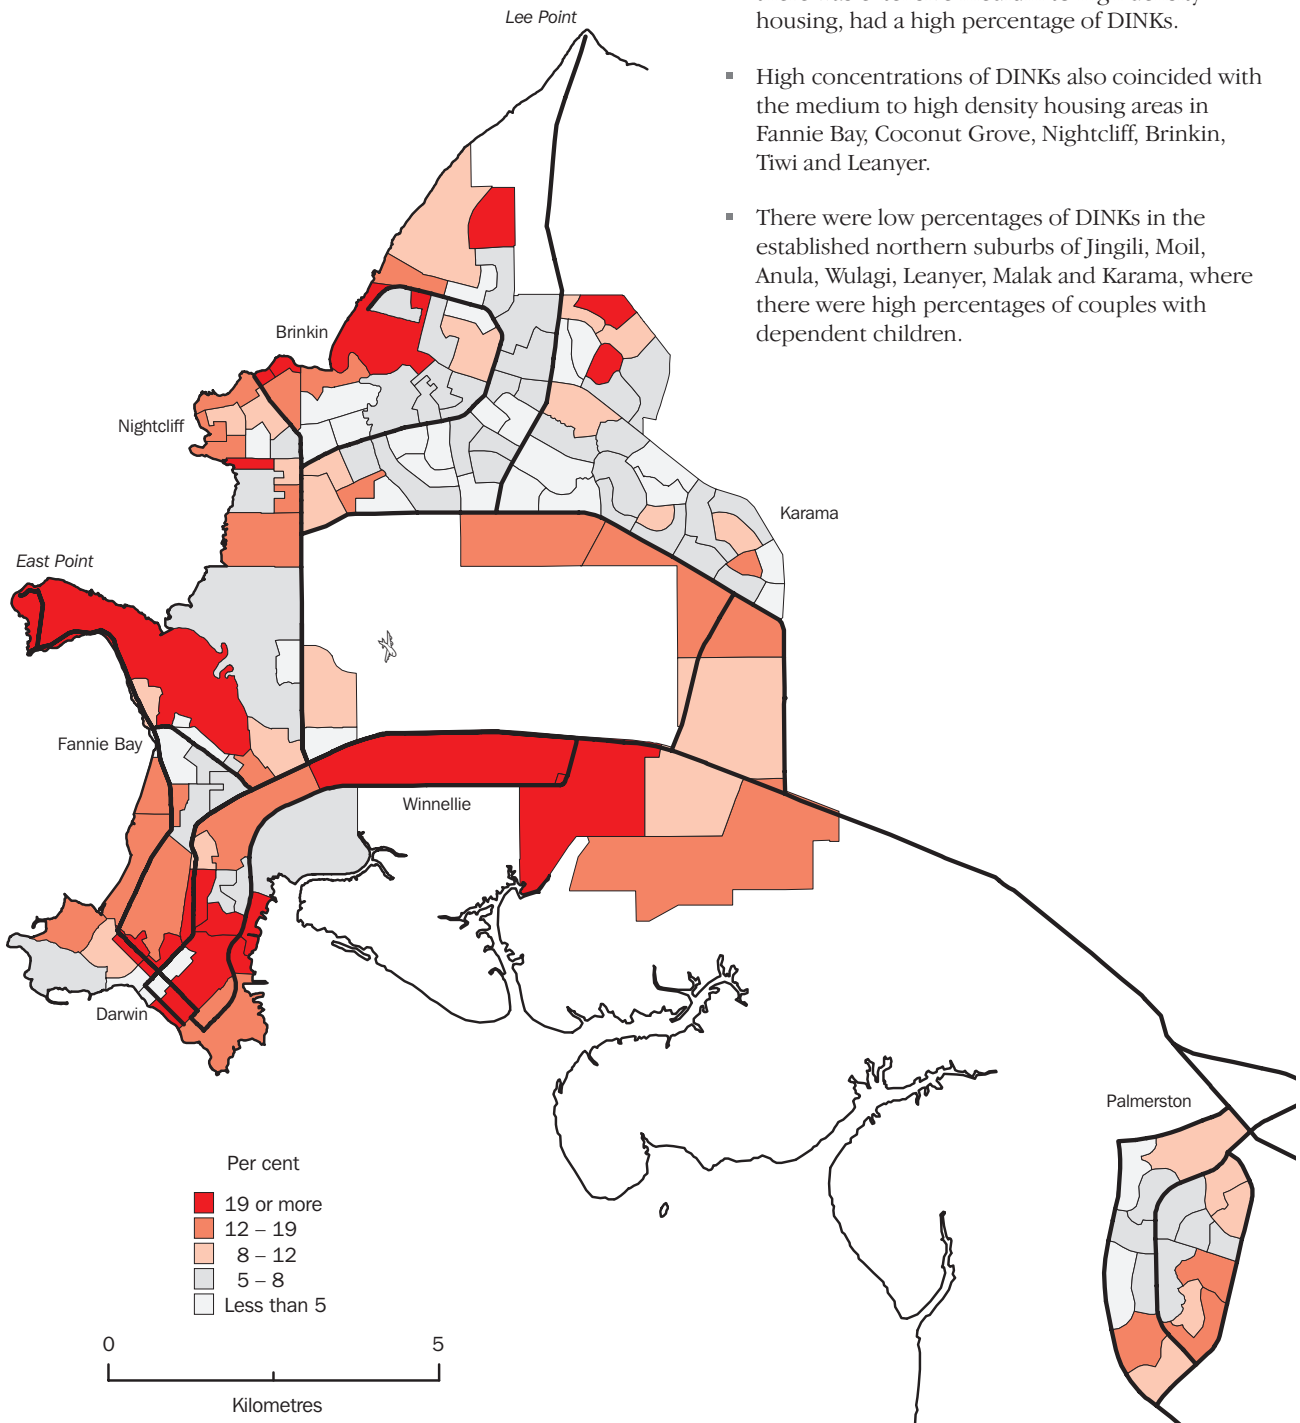 housing, had a high percentage of DINKs.
▪ High concentrations of DINKs also coincided with
the medium to high density housing areas in
Fannie Bay, Coconut Grove, Nightcliff, Brinkin,
Tiwi and Leanyer.
▪ There were low percentages of DINKs in the
established northern suburbs of Jingili, Moil,
Anula, Wulagi, Leanyer, Malak and Karama, where
there were high percentages of couples with
dependent children.
Lee Point
Brinkin
Nightcliff
Karama
East Point
Fannie Bay
Winnellie
Darwin
Palmerston
Per cent
19 or more
12 – 19
8 – 12
5 – 8
Less than 5
0 5
Kilometres